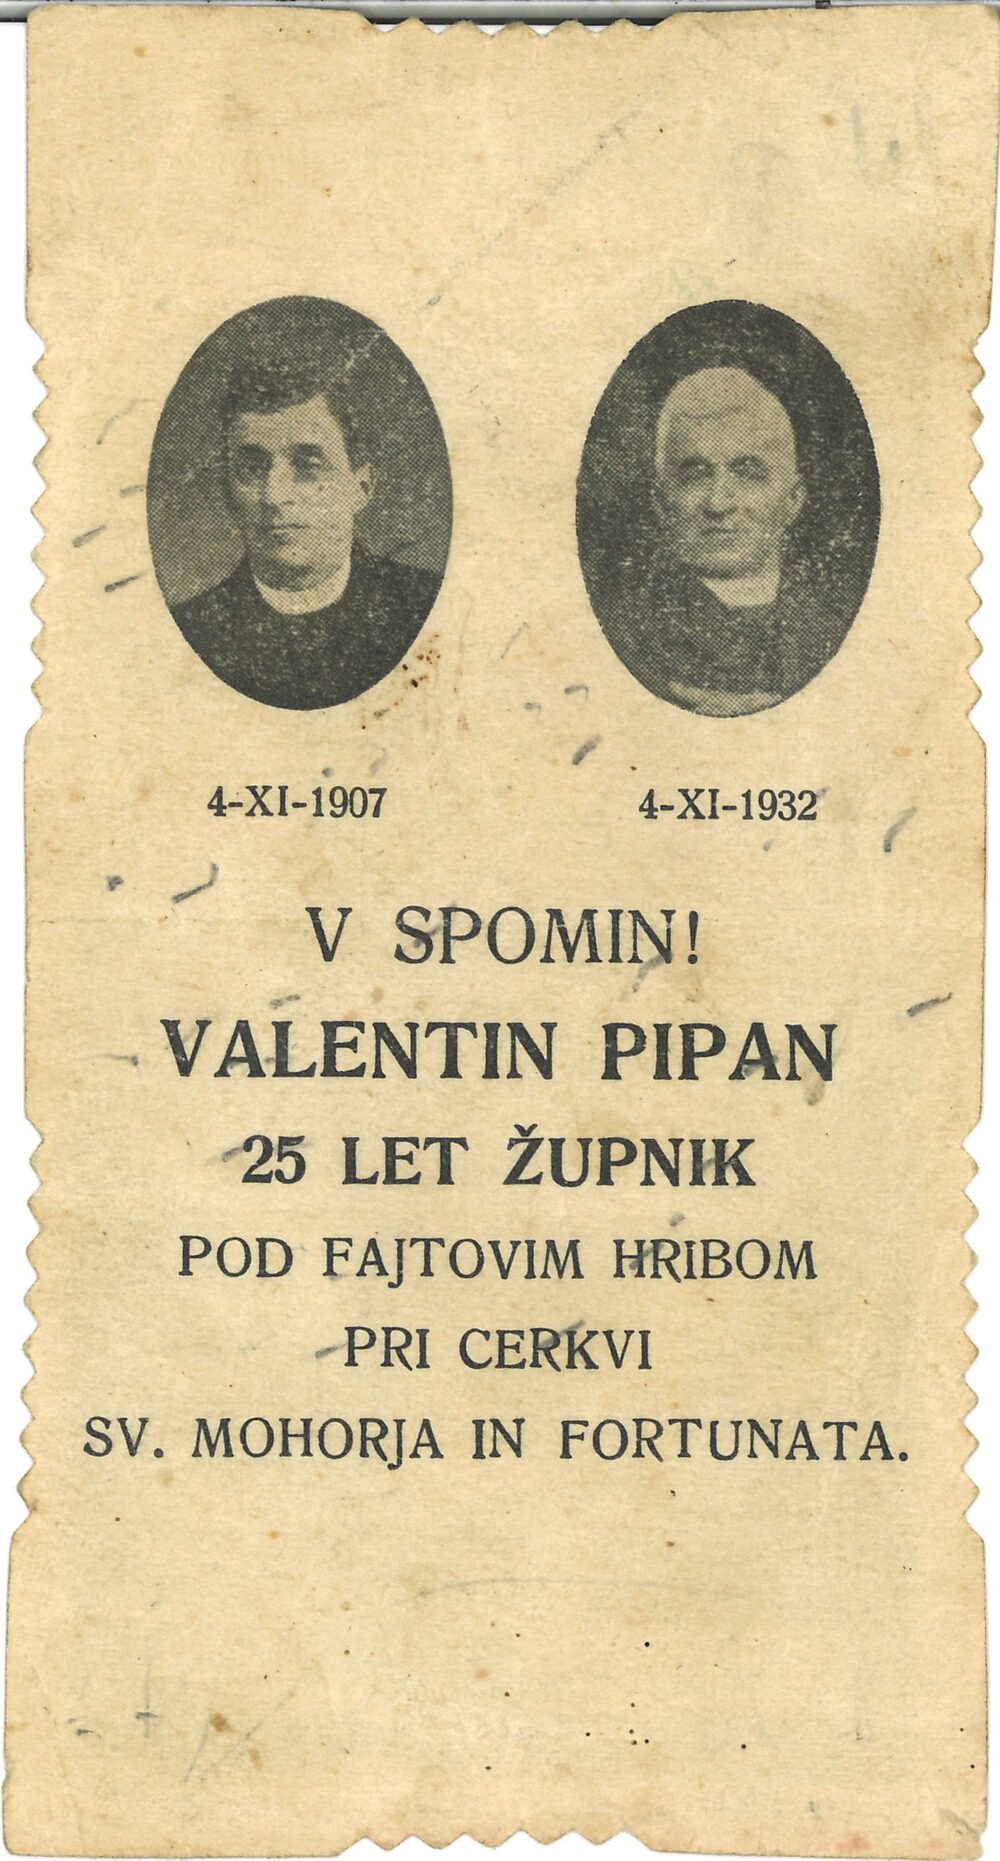 4-XI-1907
4-XI-1932
V SPOMIN!
VALENTIN PIPAN
25 LET ŽUPNIK
POD FAJTOVIM HRIBOM
PRI CERKVI
SV. MOHORJA IN FORTUNATA.